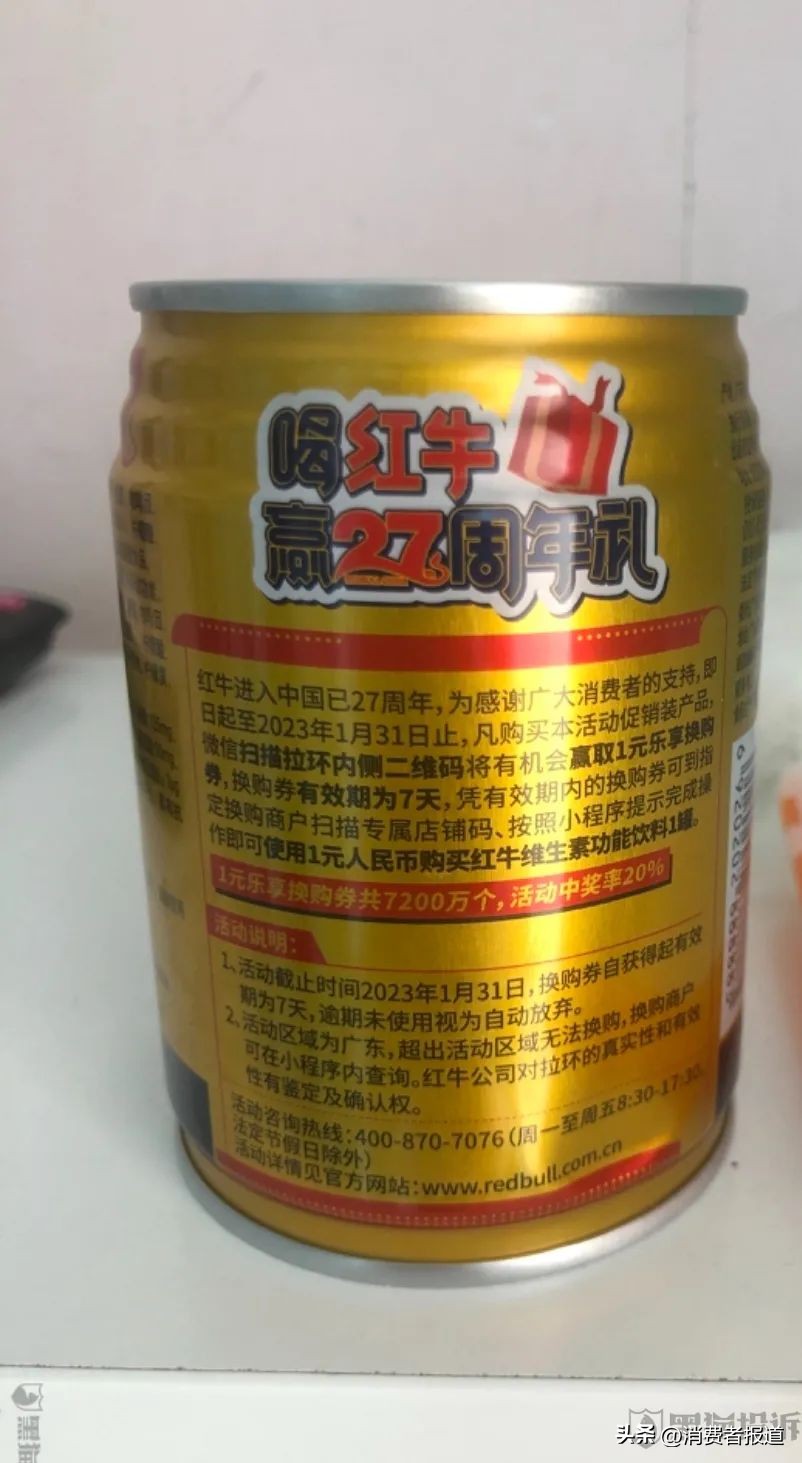 喝红牛
赢27周年礼
红牛进入中国已27周年，为感谢广大消费者的支持，即
日起至2023年1月31日止，凡购买本活动促销装产品，
微信扫描拉环内侧二维码将有机会赢取1元乐享换购
券，换购券有效期为7天，凭有效期内的换购券可到指
定换购商户扫描专属店铺码、按照小程序提示完成操
作即可使用1元人民币购买红牛维生素功能饮料1罐。
1元乐享换购券共7200万个，活动中奖率20%
活动说明：
1、活动截止时间2023年1月31日，换购券自获得起有效
期为7天，逾期未使用视为自动放弃。
2、活动区域为广东，超出活动区域无法换购，换购商户
可在小程序内查询。红牛公司对拉环的真实性和有效
性有鉴定及确认权。
活动咨询热线：400-870-7076（周一至周五8:30-17:30，
法定节假日除外）
活动详情见官方网站：www.redbull.com.cn
黑猫
黑猫投诉
头条 @消费者报道